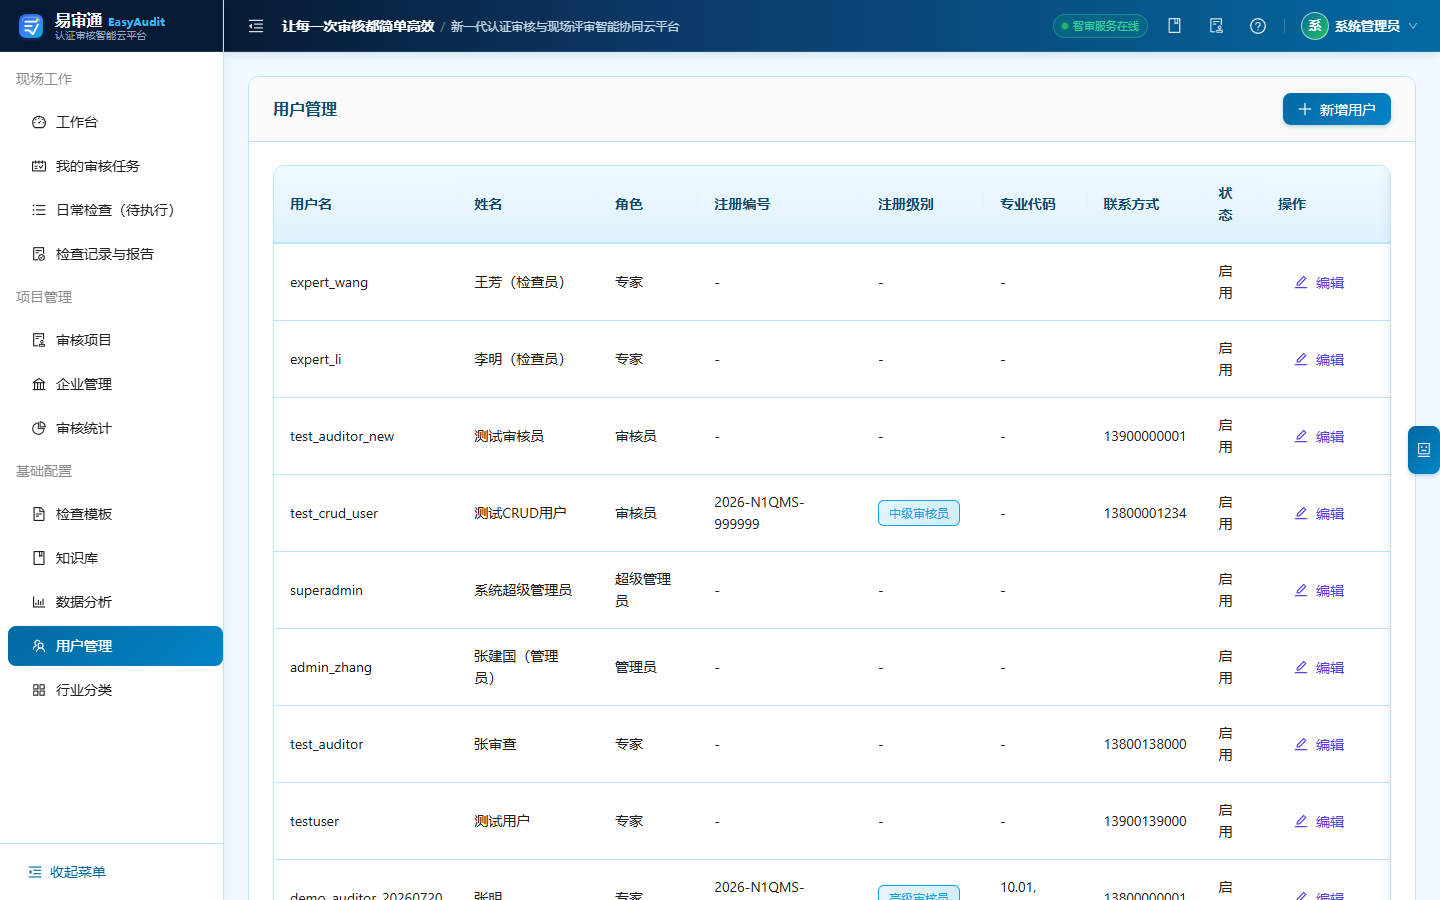 易审通 EasyAudit
认证审核智能云平台
让每一次审核都简单高效 / 新一代认证审核与现场评审智能协同云平台
智审服务在线
系 系统管理员
现场工作
工作台
我的审核任务
日常检查（待执行）
检查记录与报告
项目管理
审核项目
企业管理
审核统计
基础配置
检查模板
知识库
数据分析
用户管理
行业分类
收起菜单
用户管理
新增用户
用户名 姓名 角色 注册编号 注册级别 专业代码 联系方式 状态 操作
expert_wang 王芳（检查员） 专家 - - - 启用 编辑
expert_li 李明（检查员） 专家 - - - 启用 编辑
test_auditor_new 测试审核员 审核员 - - - 13900000001 启用 编辑
test_crud_user 测试CRUD用户 审核员 2026-N1QMS-999999 中级审核员 - 13800001234 启用 编辑
superadmin 系统超级管理员 超级管理员 - - - 启用 编辑
admin_zhang 张建国（管理员） 管理员 - - - 启用 编辑
test_auditor 张审查 专家 - - - 13800138000 启用 编辑
testuser 测试用户 专家 - - - 13900139000 启用 编辑
demo_auditor_20260720 张明 专家 2026-N1QMS- 高级审核员 10.01, 13800000001 启 编辑